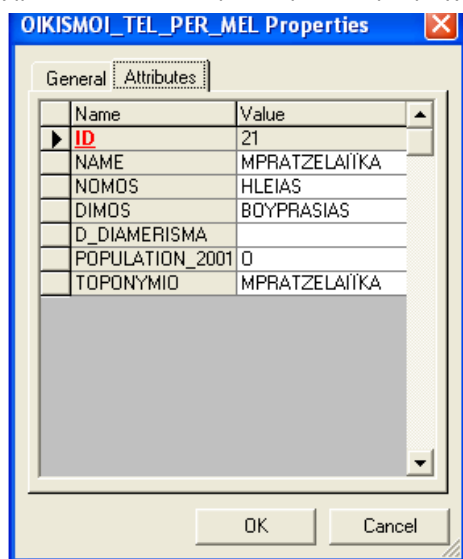 OIKISMOI_TEL_PER_MEL Properties
General Attributes
Name Value
ID 21
NAME MPRATZELAÏÏKA
NOMOS HLEIAS
DIMOS BOYPRASIAS
D_DIAMERISMA
POPULATION_2001 0
TOPONYMIO MPRATZELAÏÏKA
OK Cancel